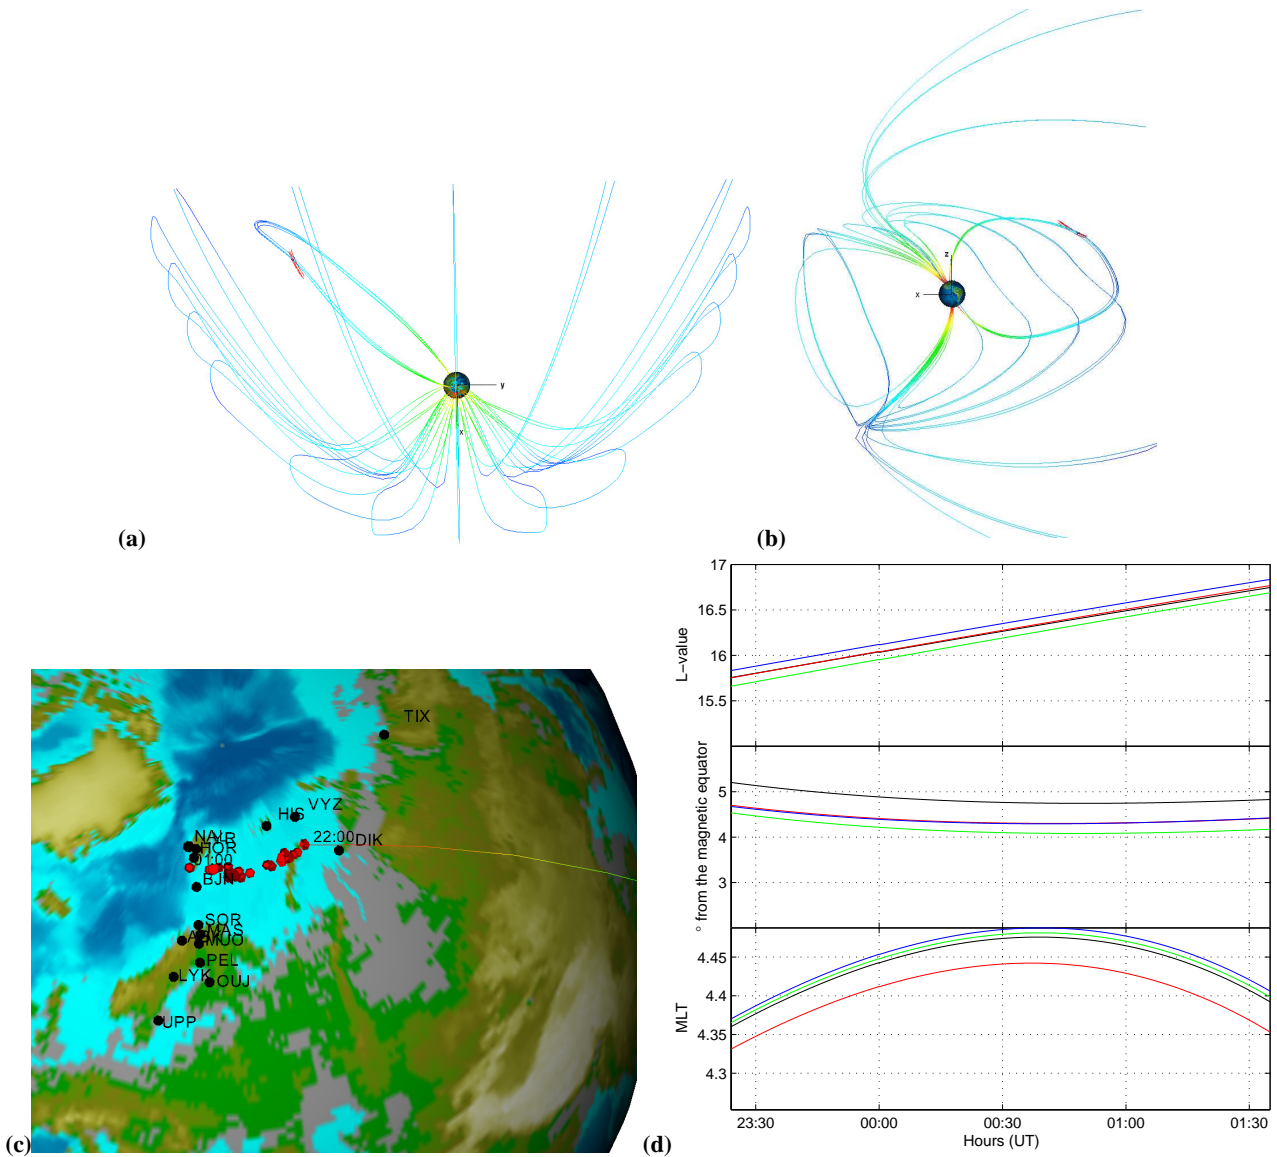 y
x
(a)
z
x
(b)
TIX
VYZ
HIS
22:00
DIK
NAL
LYR
HOR
01:00
BJN
SOR
MAS
MUO
PEL
LYK
OUJ
UPP
(c)
17
16.5
16
15.5
L-value
5
4
3
° from the magnetic equator
4.45
4.4
4.35
4.3
MLT
23:30 00:00 00:30 01:00 01:30
Hours (UT)
(d)